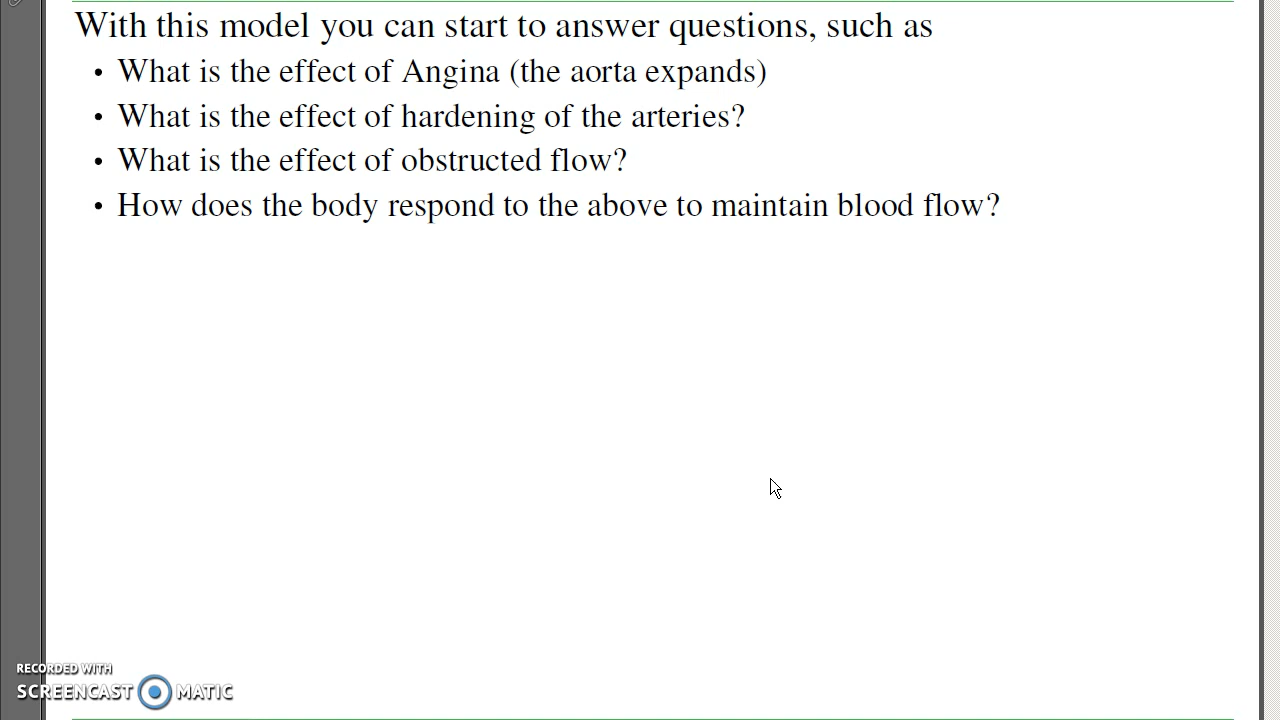 With this model you can start to answer questions, such as
• What is the effect of Angina (the aorta expands)
• What is the effect of hardening of the arteries?
• What is the effect of obstructed flow?
• How does the body respond to the above to maintain blood flow?
RECORDED WITH
SCREENCAST MATIC